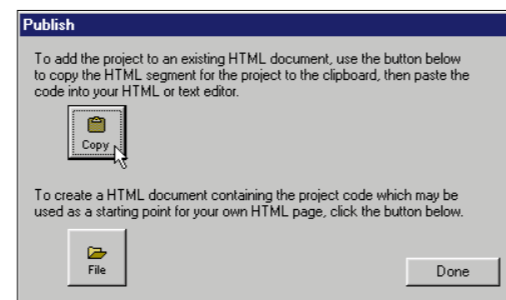 Publish
To add the project to an existing HTML document, use the button below
to copy the HTML segment for the project to the clipboard, then paste the
code into your HTML or text editor.
Copy
To create a HTML document containing the project code which may be
used as a starting point for your own HTML page, click the button below.
File
Done